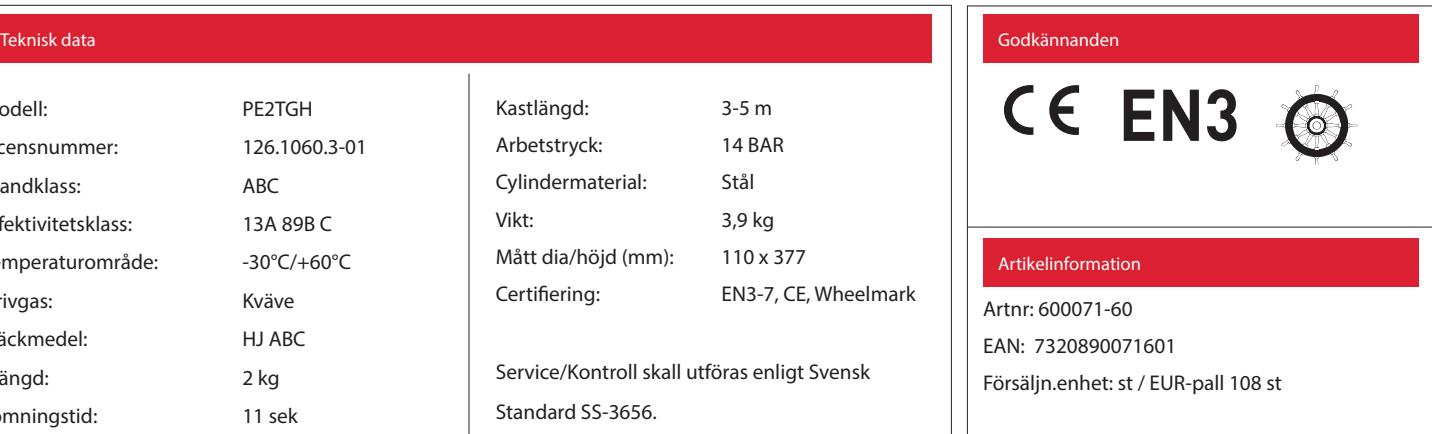 Teknisk data
odell: PE2TGH
censnummer: 126.1060.3-01
andklass: ABC
fektivitetsklass: 13A 89B C
emperaturområde: -30°C/+60°C
rivgas: Kväve
äckmedel: HJ ABC
ängd: 2 kg
ömningstid: 11 sek
Kastlängd: 3-5 m
Arbetstryck: 14 BAR
Cylindermaterial: Stål
Vikt: 3,9 kg
Mått dia/höjd (mm): 110 x 377
Certifiering: EN3-7, CE, Wheelmark
Service/Kontroll skall utföras enligt Svensk
Standard SS-3656.
Godkännanden
CE EN3
Artikelinformation
Artnr: 600071-60
EAN: 7320890071601
Försäljn.enhet: st / EUR-pall 108 st